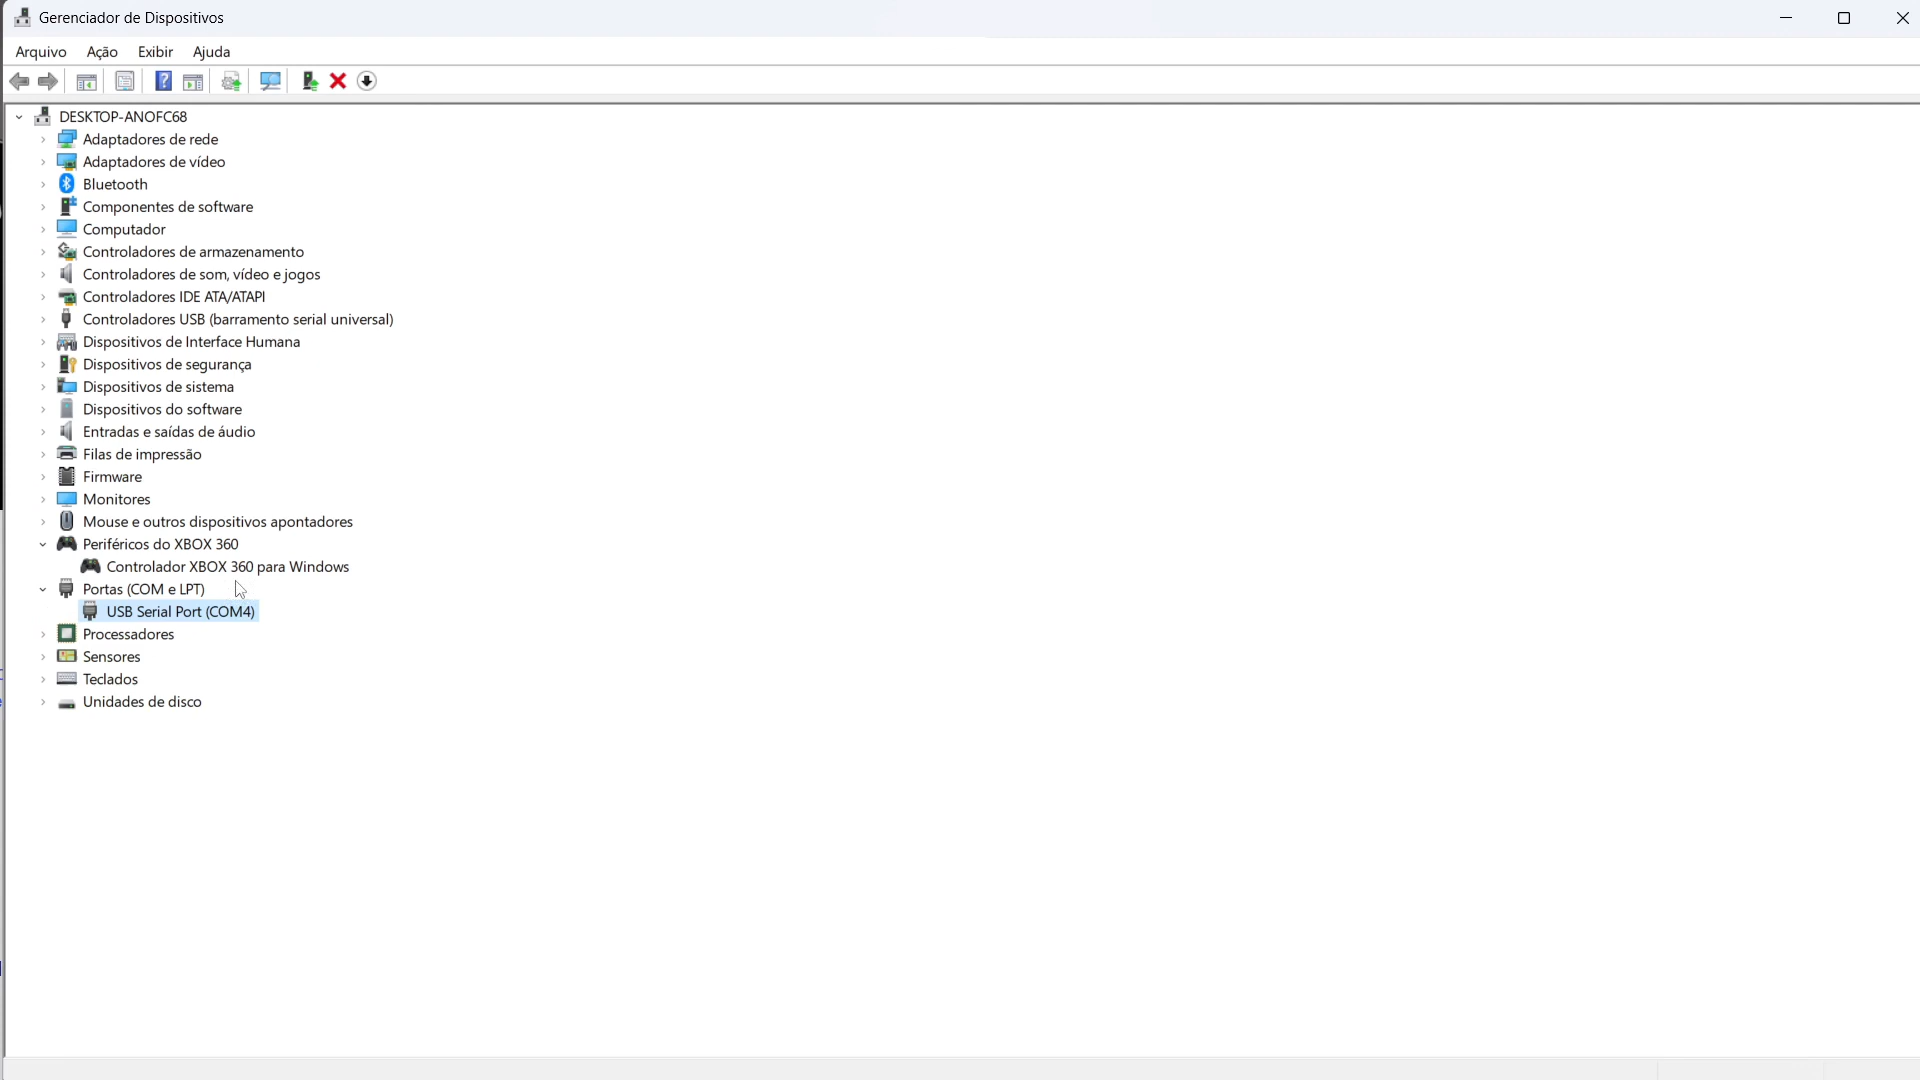 Gerenciador de Dispositivos
Arquivo Ação Exibir Ajuda
DESKTOP-ANOFC68
Adaptadores de rede
Adaptadores de vídeo
Bluetooth
Componentes de software
Computador
Controladores de armazenamento
Controladores de som, vídeo e jogos
Controladores IDE ATA/ATAPI
Controladores USB (barramento serial universal)
Dispositivos de Interface Humana
Dispositivos de segurança
Dispositivos de sistema
Dispositivos do software
Entradas e saídas de áudio
Filas de impressão
Firmware
Monitores
Mouse e outros dispositivos apontadores
Periféricos do XBOX 360
Controlador XBOX 360 para Windows
Portas (COM e LPT)
USB Serial Port (COM4)
Processadores
Sensores
Teclados
Unidades de disco